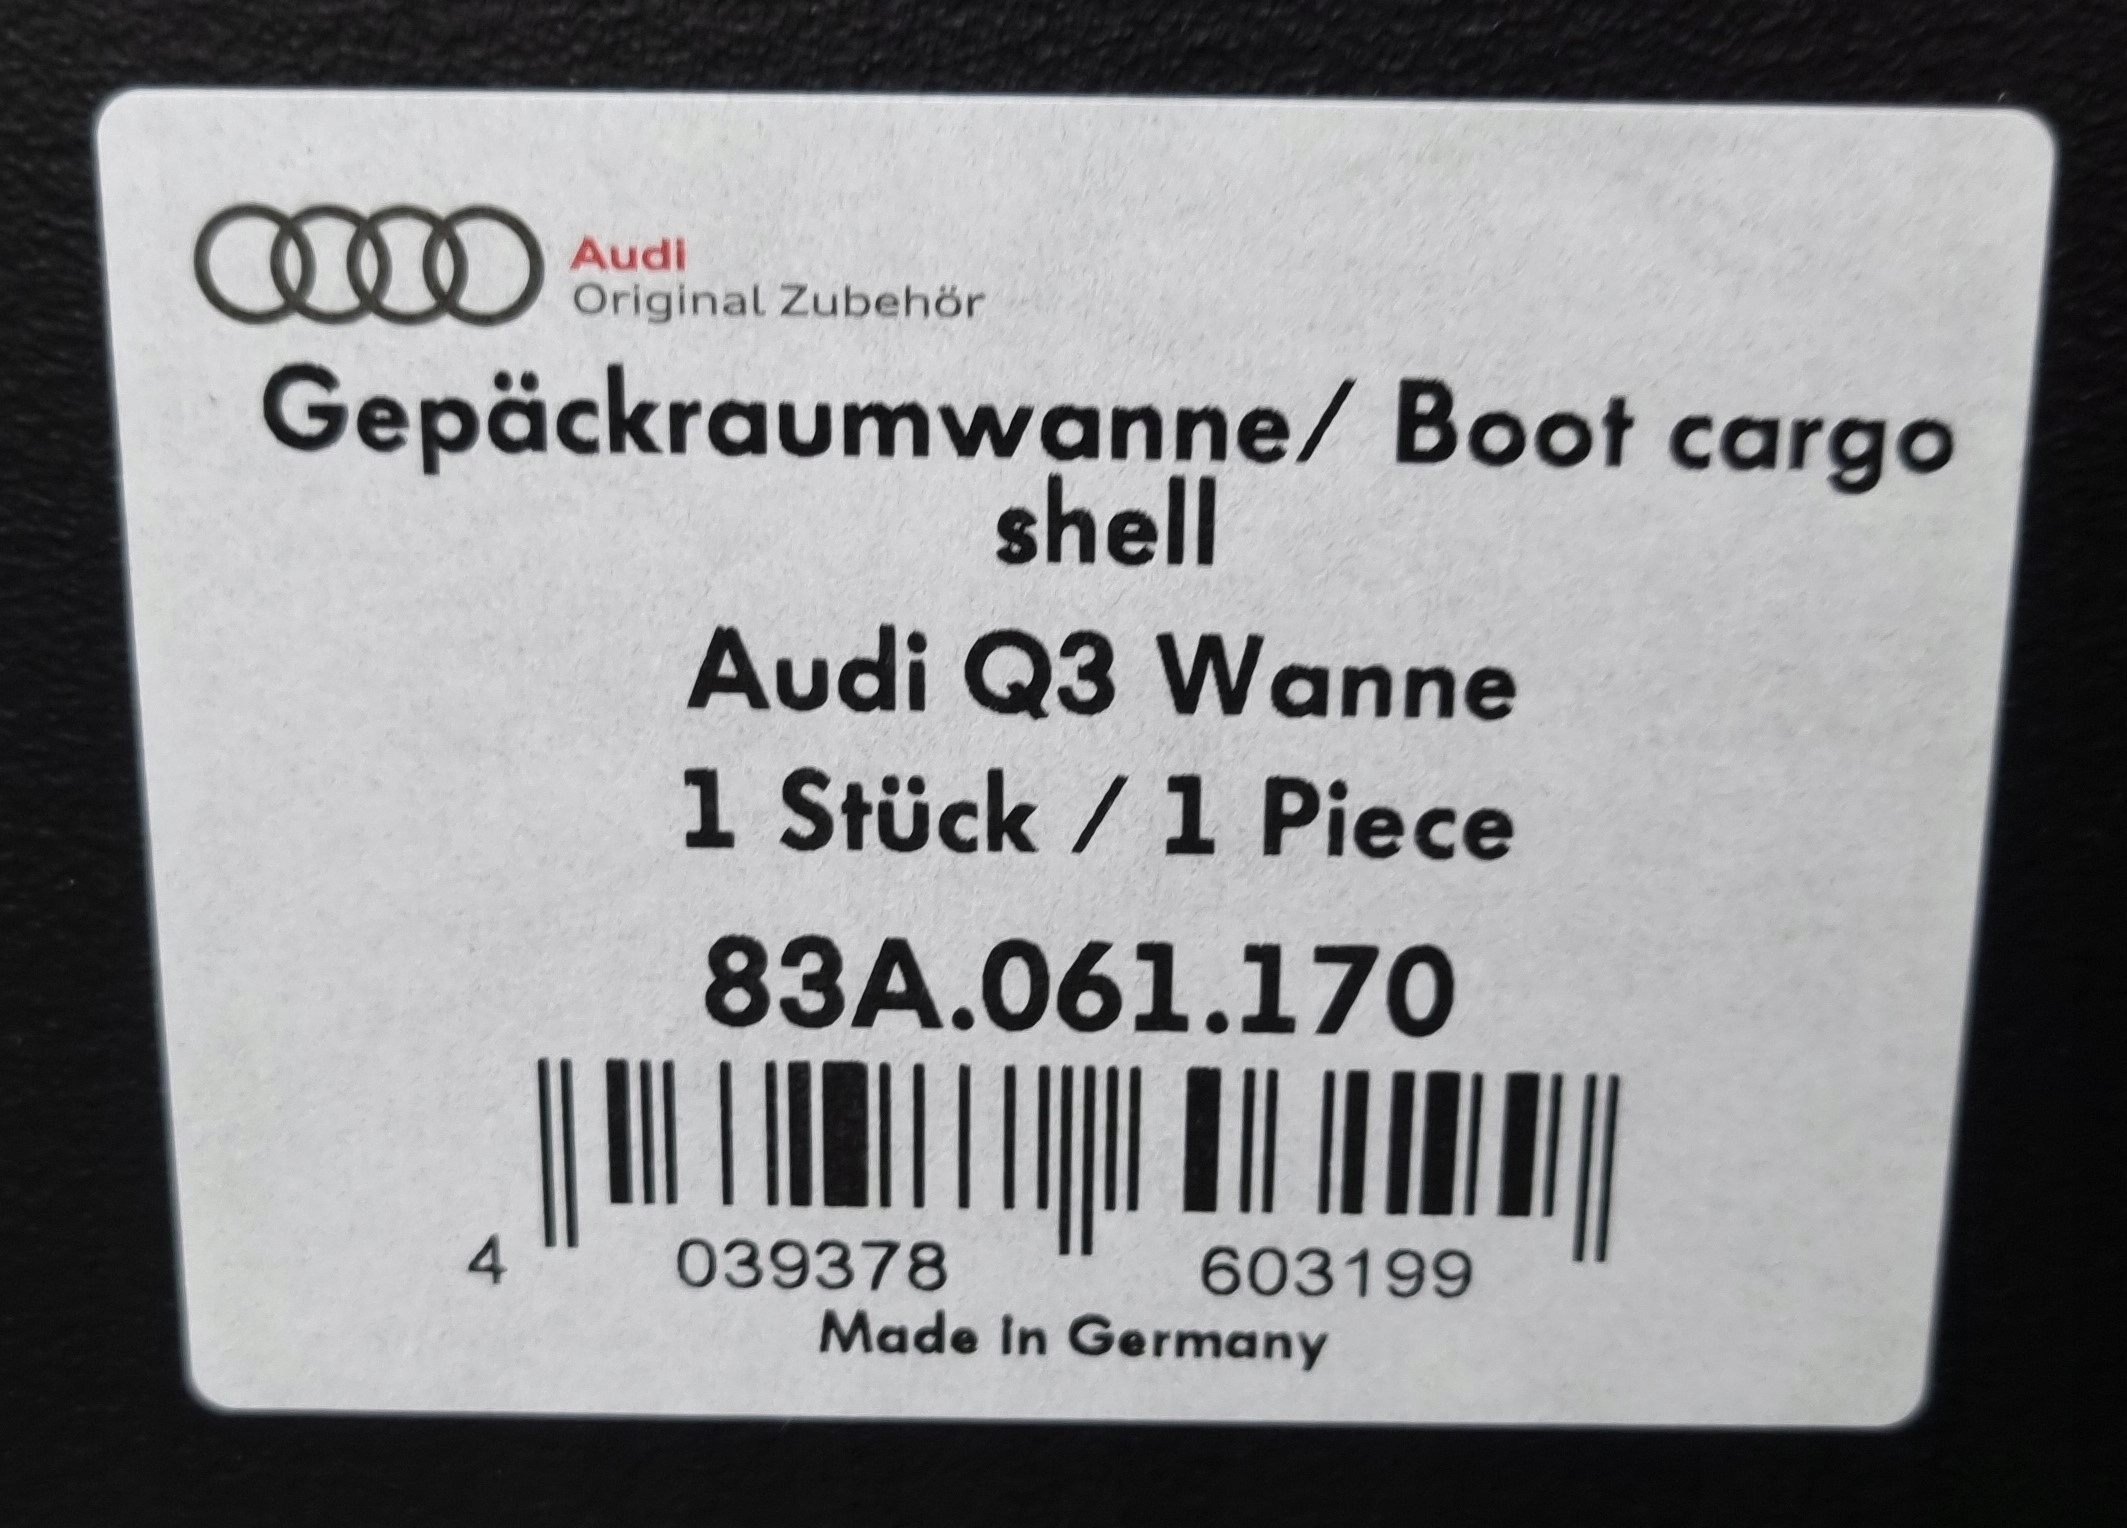 Audi
Original Zubehör
Gepäckraumwanne/ Boot cargo
shell
Audi Q3 Wanne
1 Stück / 1 Piece
83A.061.170
4 039378 603199
Made in Germany